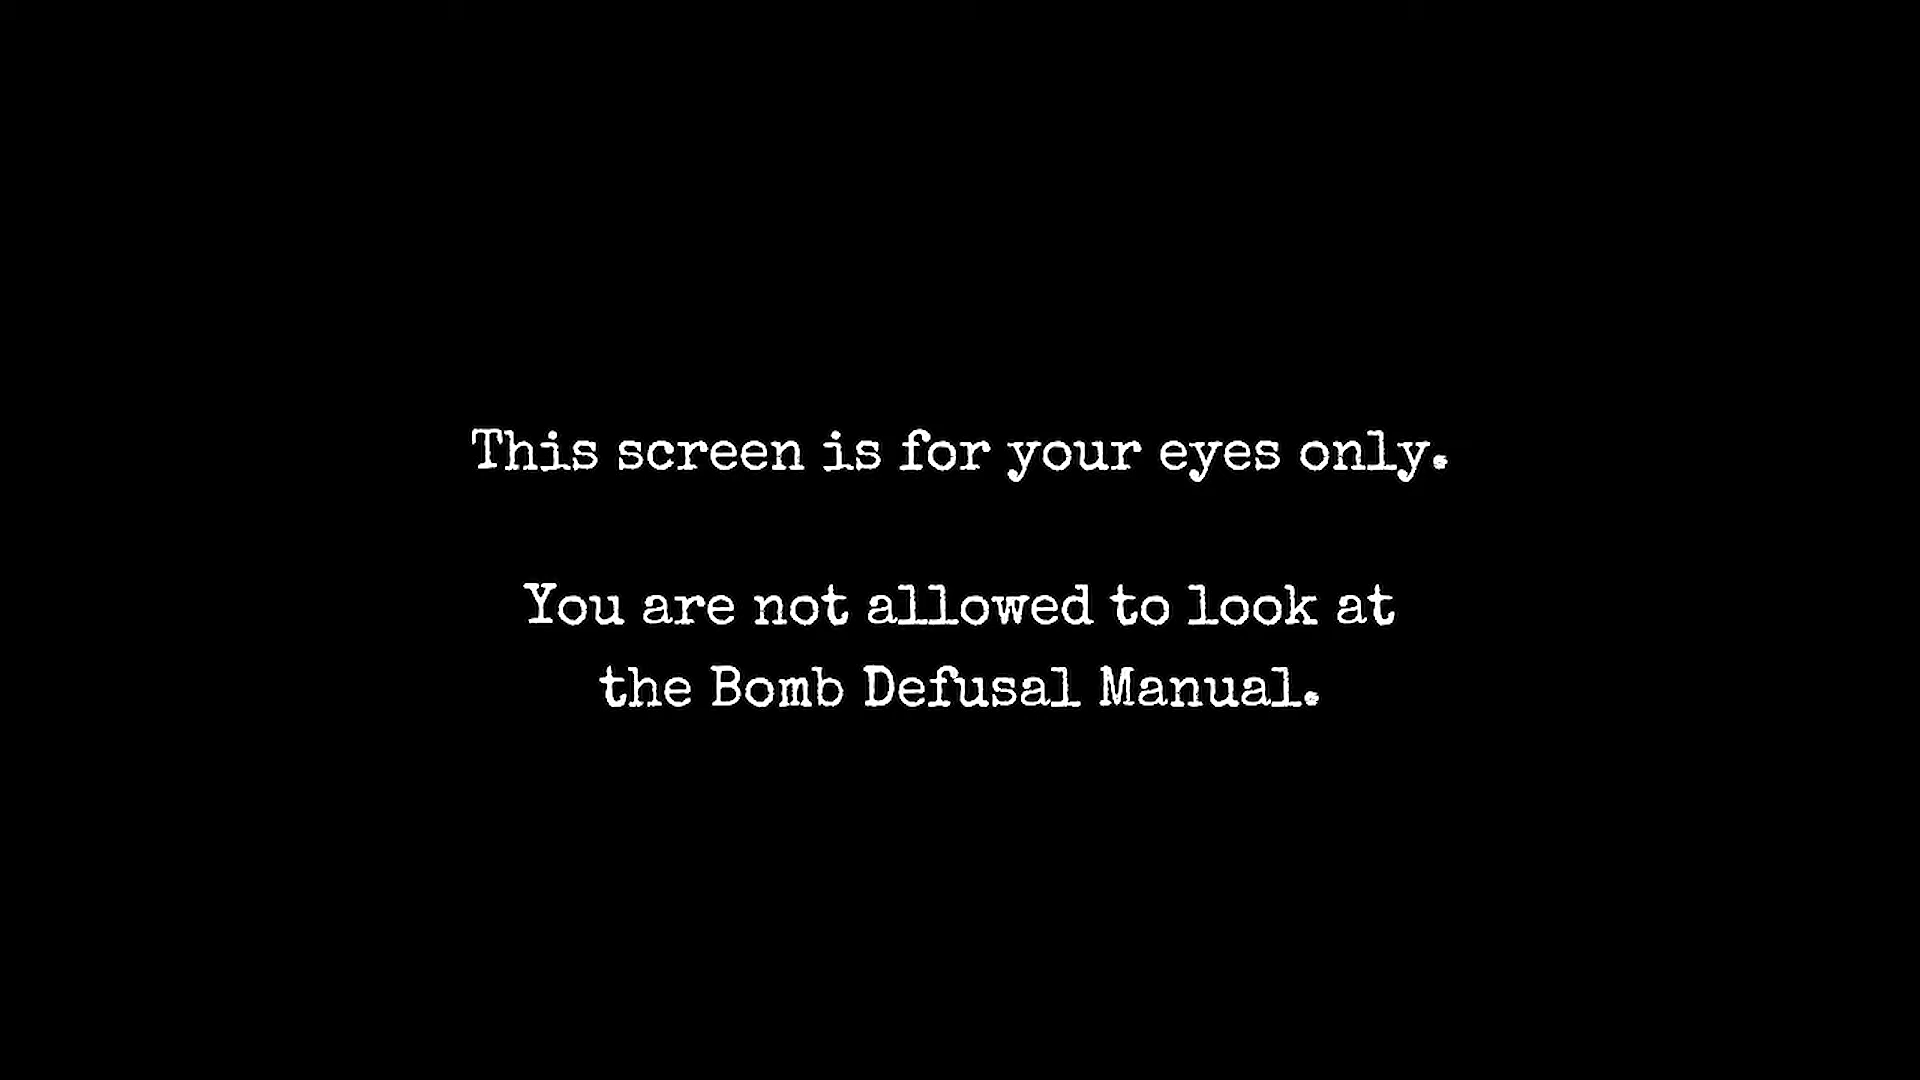 This screen is for your eyes only.
You are not allowed to look at
the Bomb Defusal Manual.